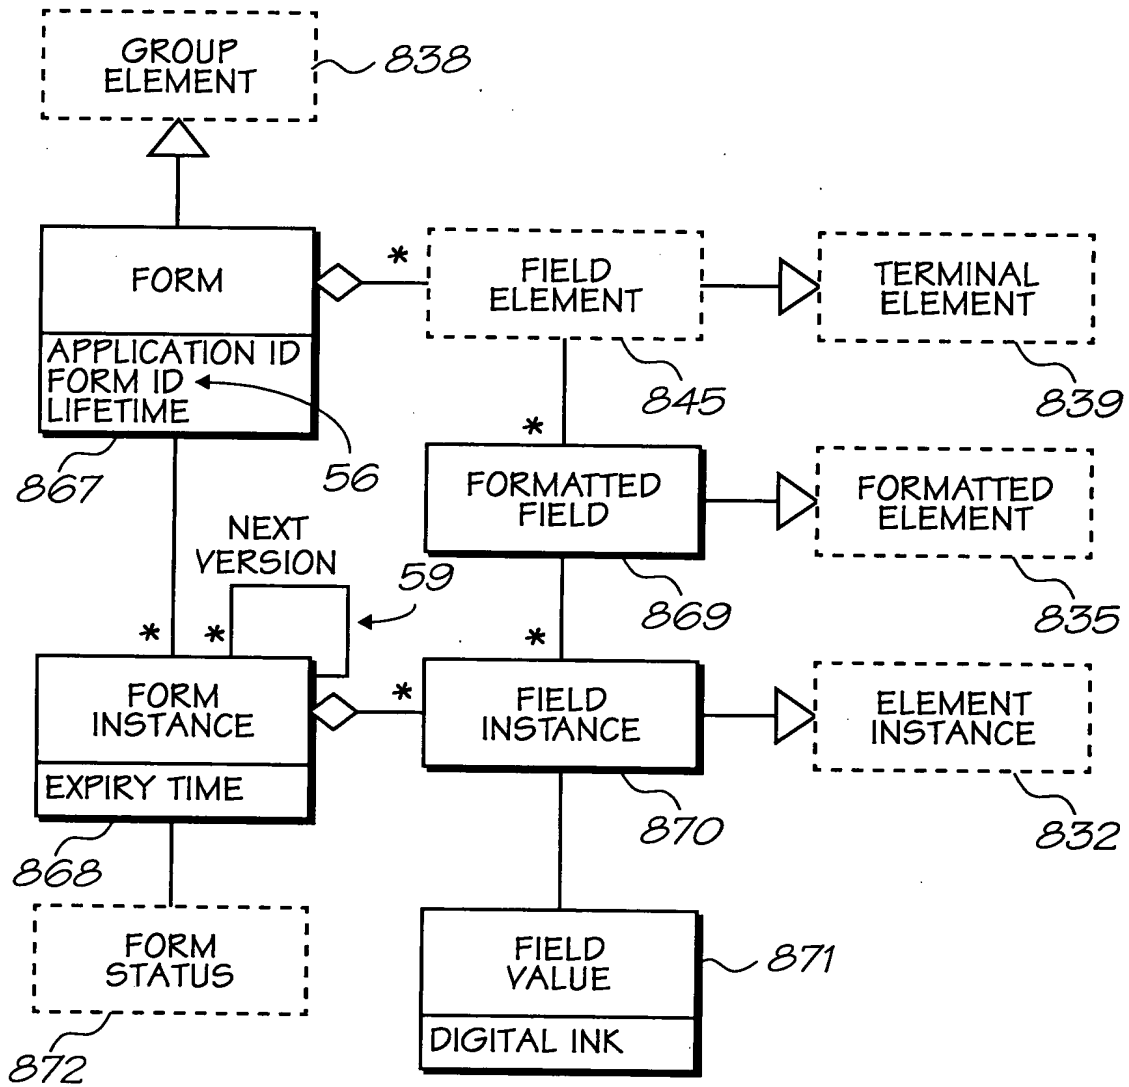 GROUP
ELEMENT
838
FORM
APPLICATION ID
FORM ID
LIFETIME
867
56
*
FIELD
ELEMENT
845
TERMINAL
ELEMENT
839
*
FORMATTED
FIELD
869
FORMATTED
ELEMENT
835
NEXT
VERSION
59
*
*
FORM
INSTANCE
EXPIRY TIME
868
*
*
FIELD
INSTANCE
870
ELEMENT
INSTANCE
832
FORM
STATUS
872
FIELD
VALUE
DIGITAL INK
871